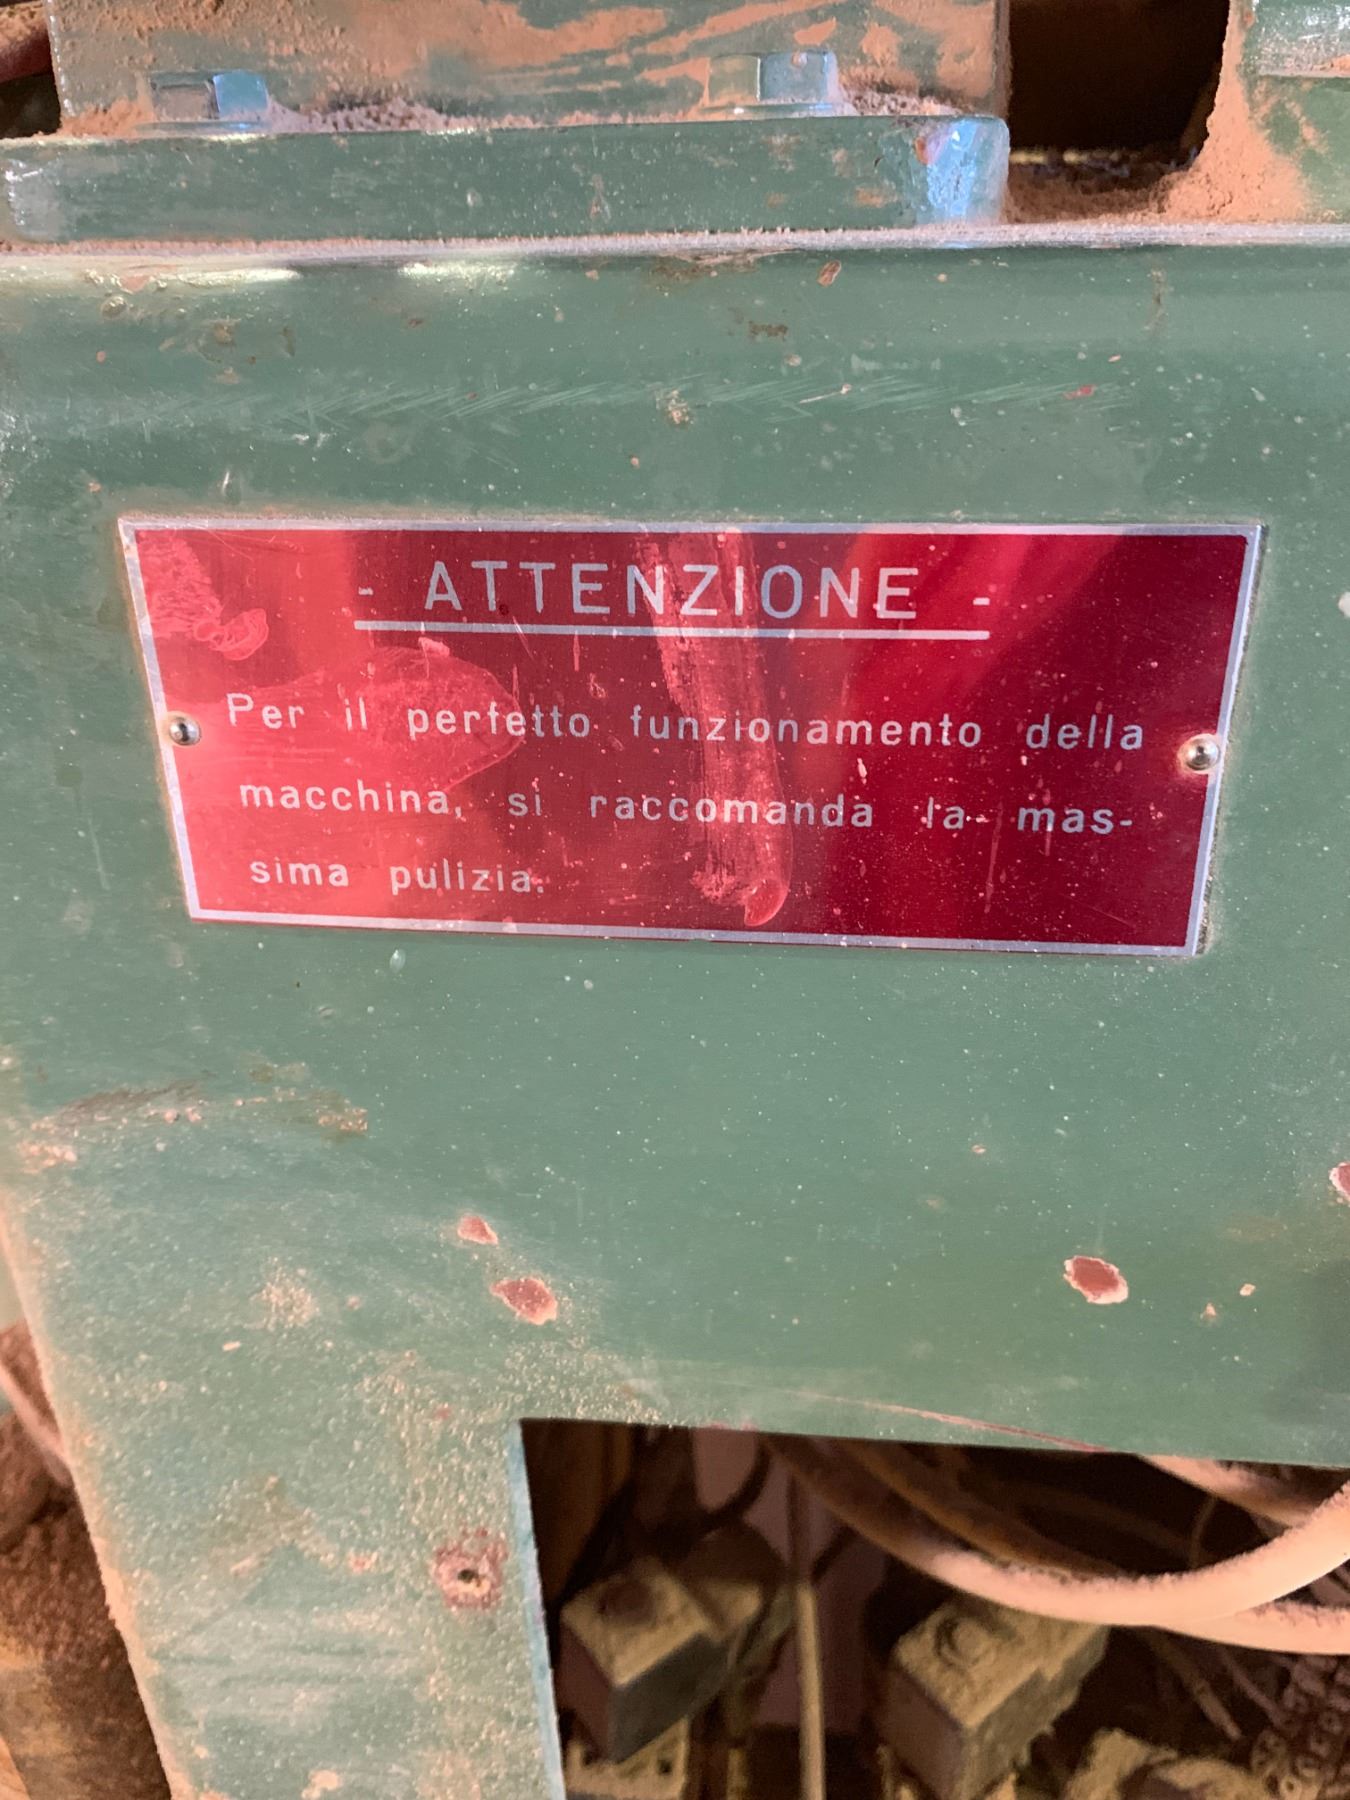 - ATTENZIONE -
Per il perfetto funzionamento della
macchina, si raccomanda la mas-
sima pulizia.